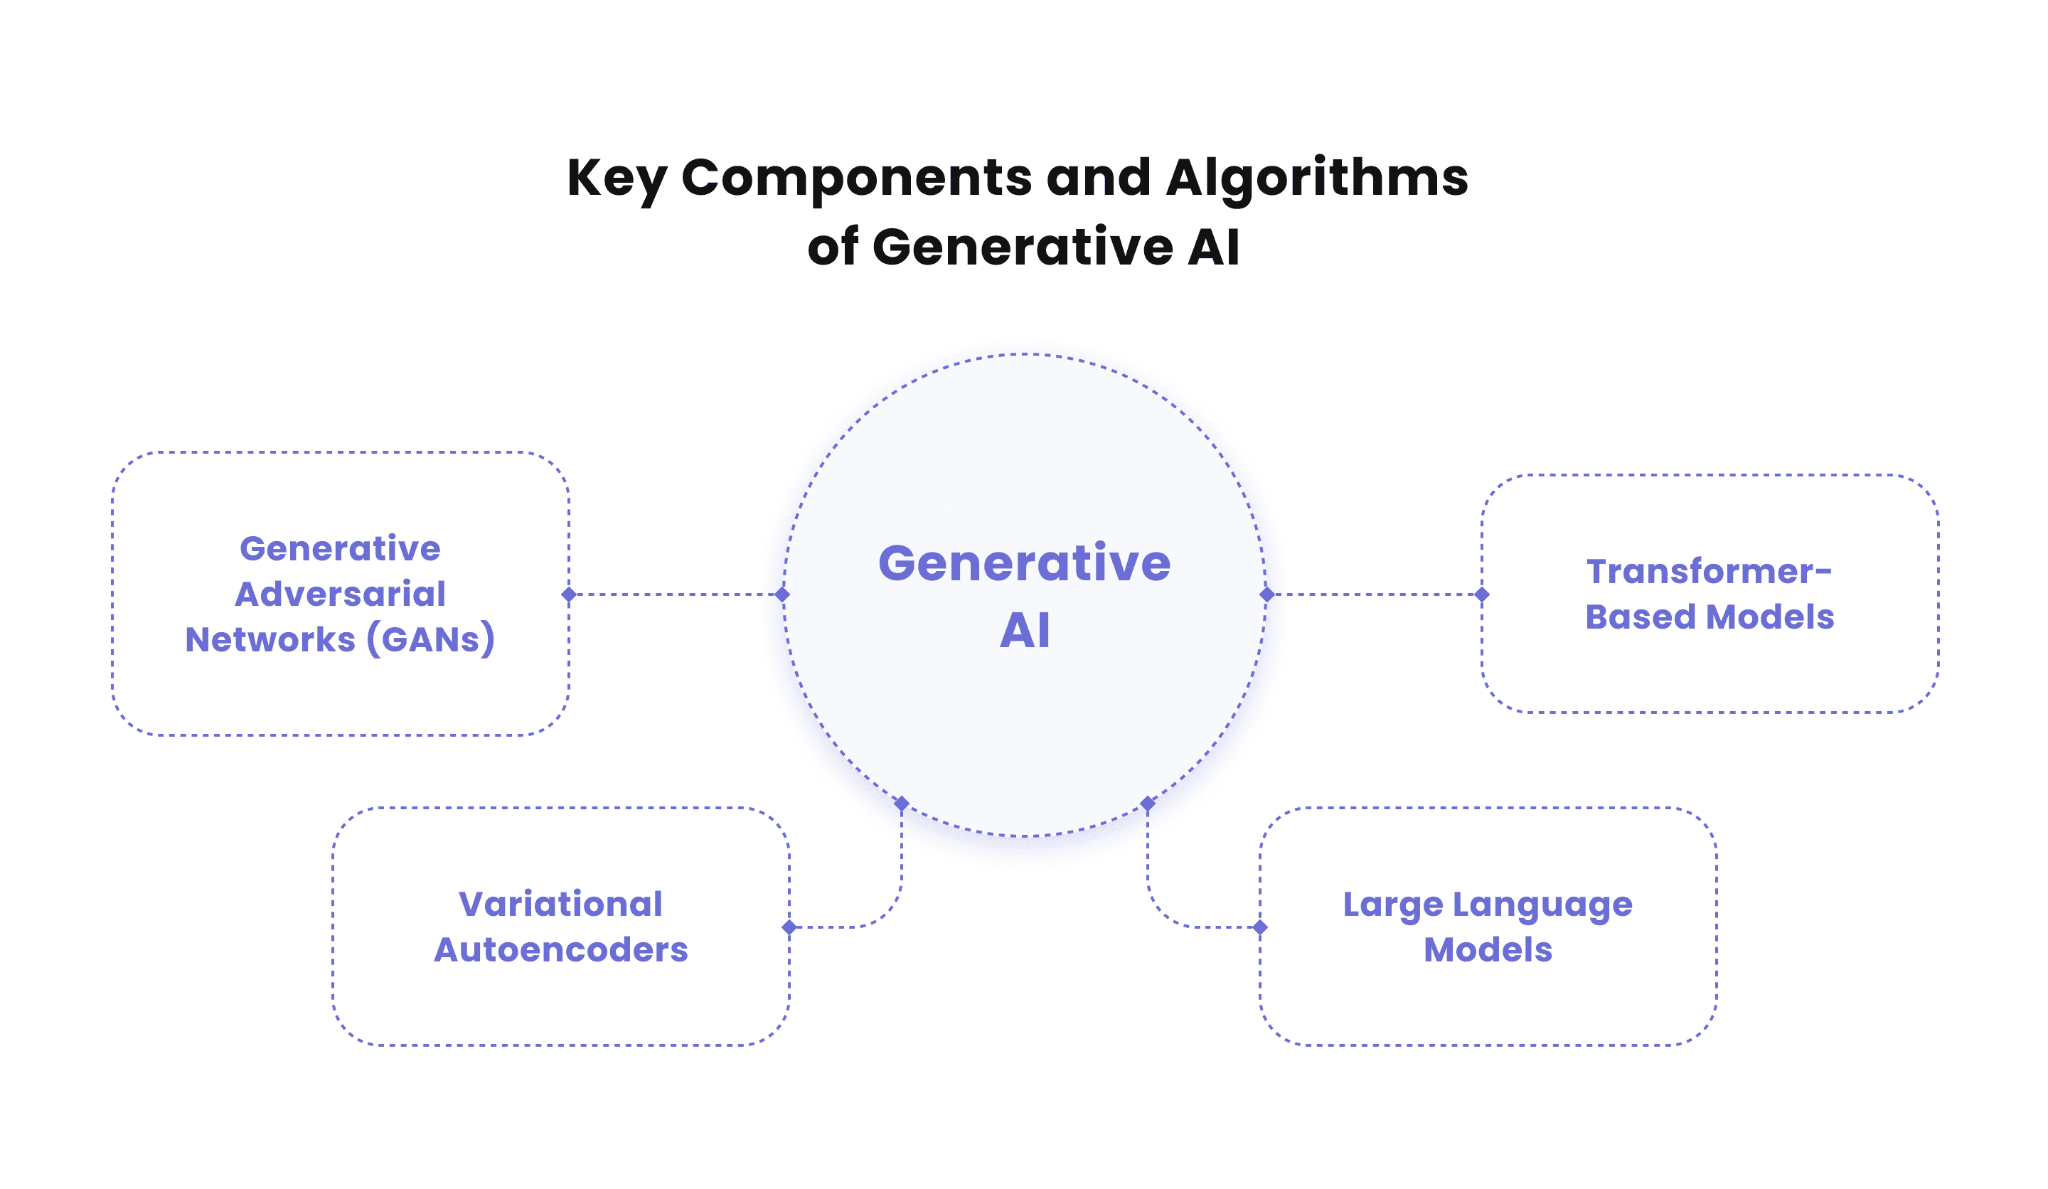 Key Components and Algorithms
of Generative AI
Generative
AI
Generative
Adversarial
Networks (GANs)
Transformer-
Based Models
Variational
Autoencoders
Large Language
Models